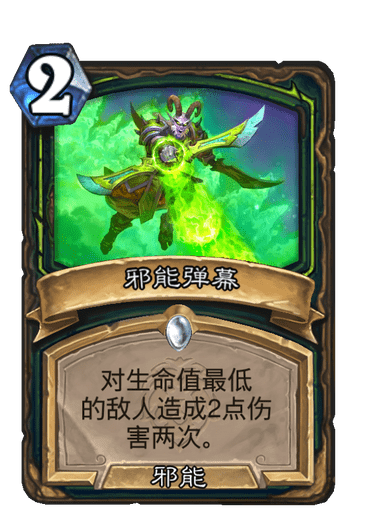 2
邪能弹幕
对生命值最低
的敌人造成2点伤
害两次。
邪能